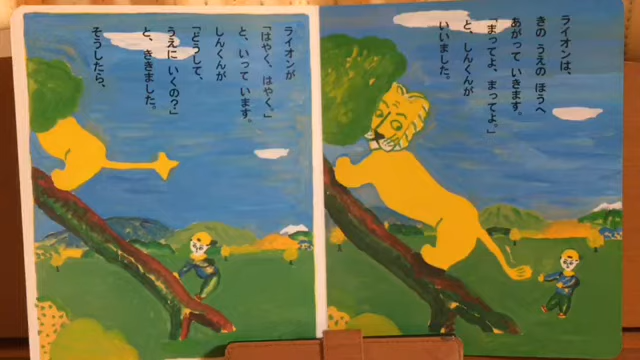 ライオンは、
きの うえの ほうへ
あがって いきます。
「まってよ、まってよ。」
と、しんくんが
いいました。
ライオンが
「はやく、はやく。」
と、いって います。
しんくんが
「どうして、
うえに いくの？」
と、ききました。
そうしたら、